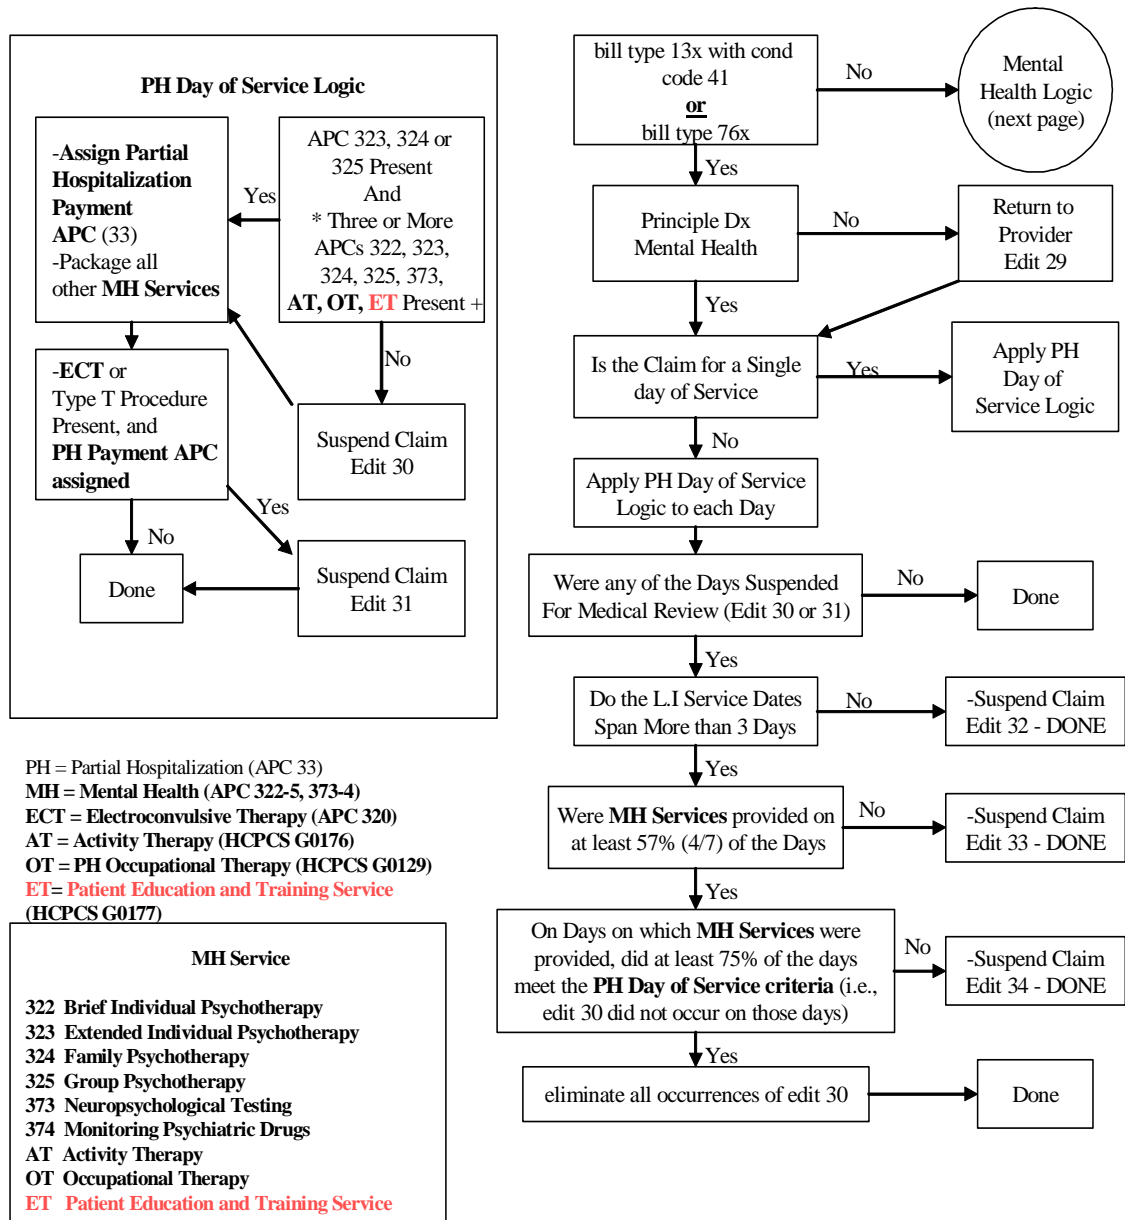 PH Day of Service Logic
-Assign Partial
Hospitalization
Payment
APC (33)
-Package all
other MH Services
Yes
APC 323, 324 or
325 Present
And
* Three or More
APCs 322, 323,
324, 325, 373,
AT, OT, ET Present +
No
-ECT or
Type T Procedure
Present, and
PH Payment APC
assigned
Suspend Claim
Edit 30
Yes
No
Done
Suspend Claim
Edit 31
PH = Partial Hospitalization (APC 33)
MH = Mental Health (APC 322-5, 373-4)
ECT = Electroconvulsive Therapy (APC 320)
AT = Activity Therapy (HCPCS G0176)
OT = PH Occupational Therapy (HCPCS G0129)
ET= Patient Education and Training Service
(HCPCS G0177)
MH Service
322 Brief Individual Psychotherapy
323 Extended Individual Psychotherapy
324 Family Psychotherapy
325 Group Psychotherapy
373 Neuropsychological Testing
374 Monitoring Psychiatric Drugs
AT Activity Therapy
OT Occupational Therapy
ET Patient Education and Training Service
bill type 13x with cond
code 41
or
bill type 76x
No
Mental
Health Logic
(next page)
Yes
Principle Dx
Mental Health
No
Return to
Provider
Edit 29
Yes
Is the Claim for a Single
day of Service
Yes
Apply PH
Day of
Service Logic
No
Apply PH Day of Service
Logic to each Day
Were any of the Days Suspended
For Medical Review (Edit 30 or 31)
No
Done
Yes
Do the L.I Service Dates
Span More than 3 Days
No
-Suspend Claim
Edit 32 - DONE
Yes
Were MH Services provided on
at least 57% (4/7) of the Days
No
-Suspend Claim
Edit 33 - DONE
Yes
On Days on which MH Services were
provided, did at least 75% of the days
meet the PH Day of Service criteria (i.e.,
edit 30 did not occur on those days)
No
-Suspend Claim
Edit 34 - DONE
Yes
eliminate all occurrences of edit 30
Done